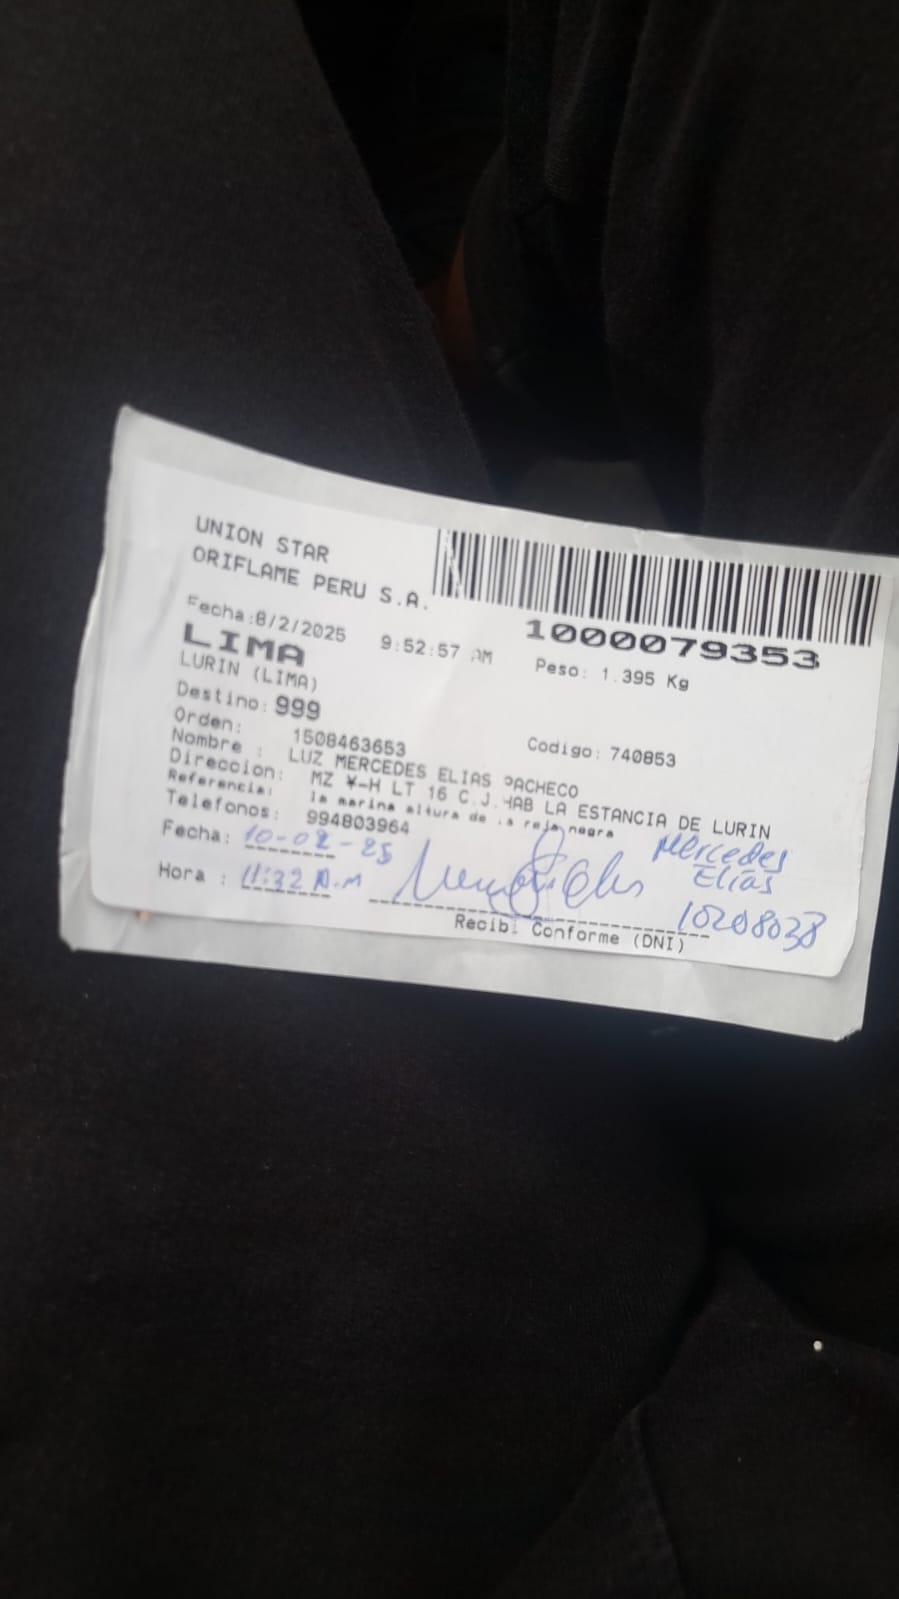 UNION STAR
ORIFLAME PERU S.A.
1000079353
Fecha:8/2/2025 9:52:57 AM
Peso: 1.395 Kg
LIMA
LURIN (LIMA)
Destino: 999
Orden: 1508463653
Codigo: 740853
Nombre : LUZ MERCEDES ELIAS PACHECO
Direccion: MZ ¥-H LT 16 C.J.HAB LA ESTANCIA DE LURIN
Referencia: la marina altura de la reja negra
Telefonos: 994803964
Fecha: 10-02-25
Mercedes
Elías
Hora : 11:32 A.M
10208038
Recibi Conforme (DNI)